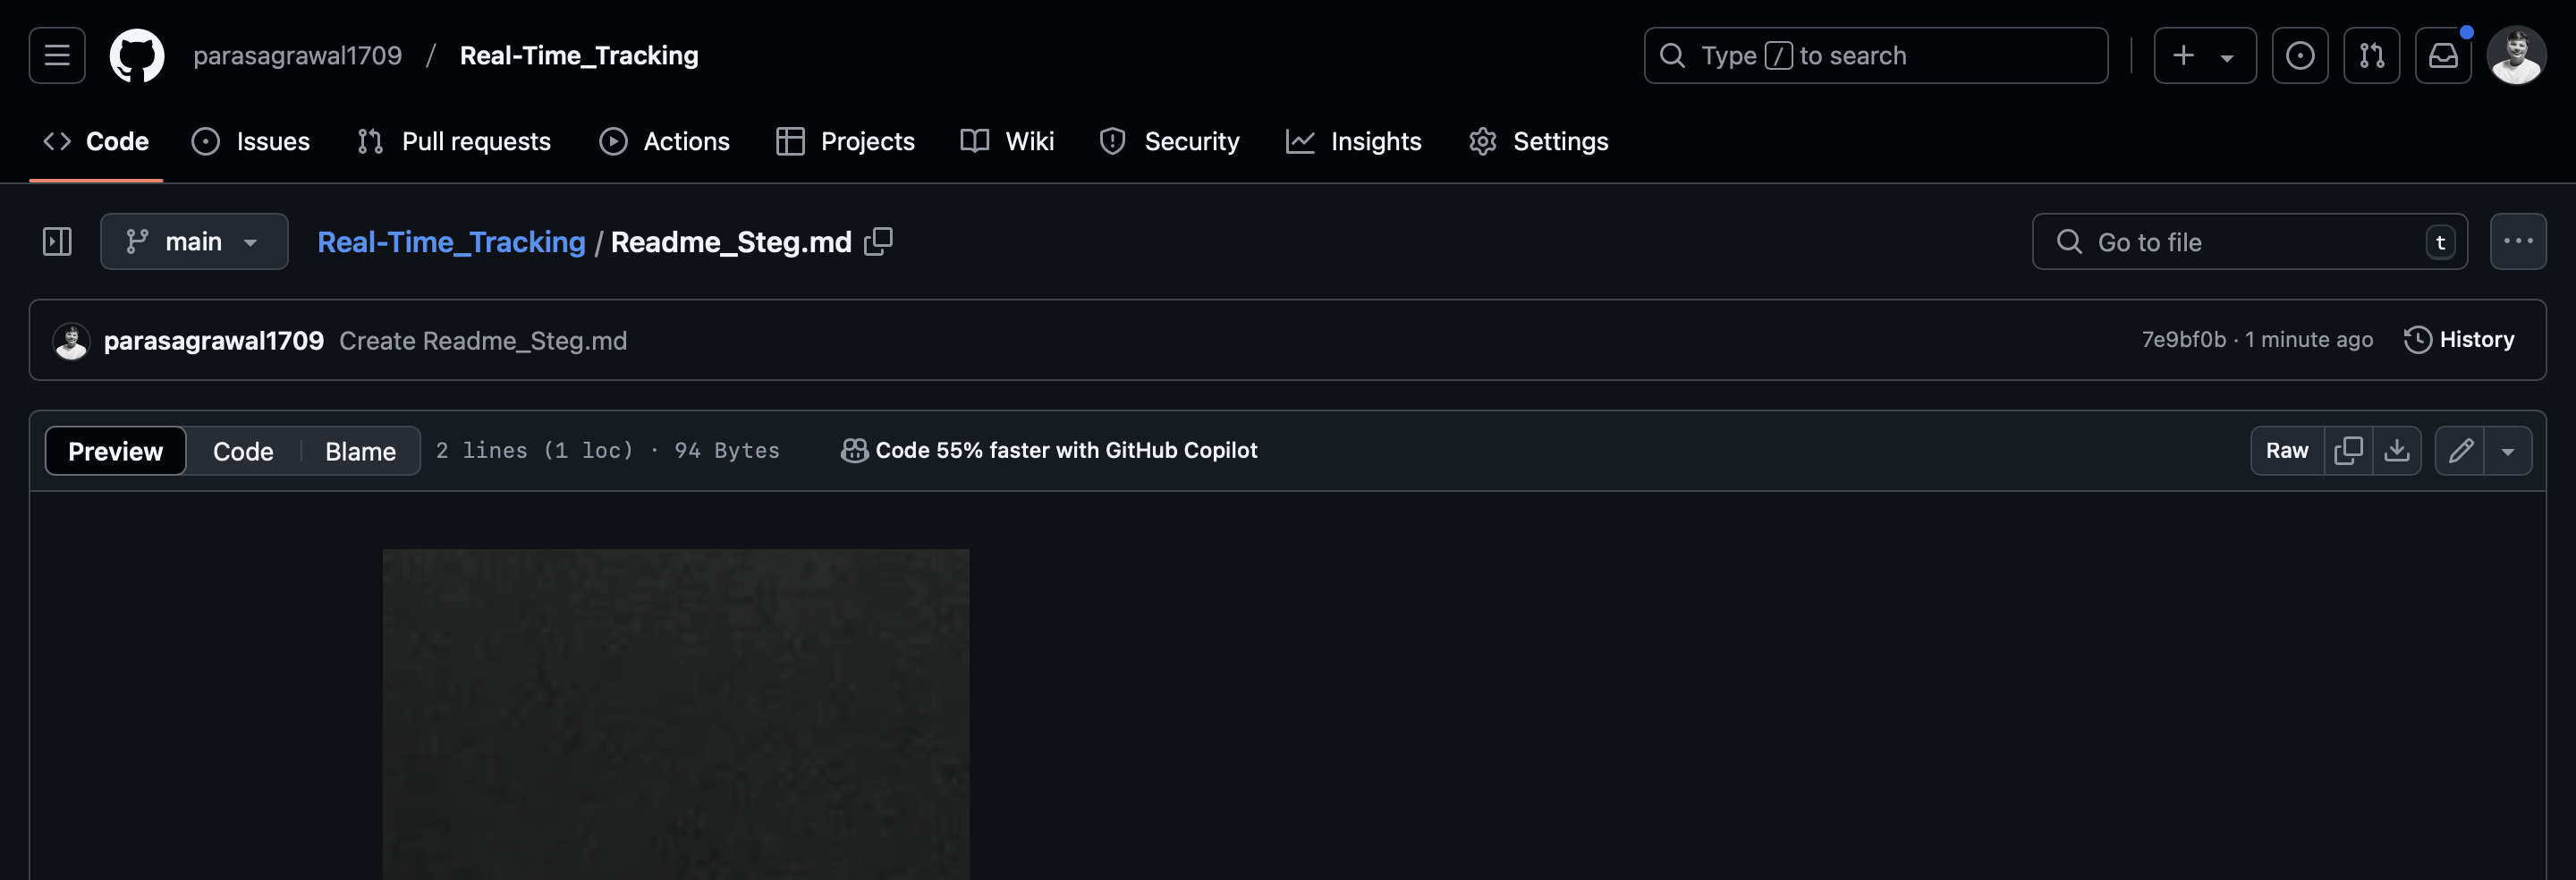 parasagrawal1709 / Real-Time_Tracking
Type / to search
Code Issues Pull requests Actions Projects Wiki Security Insights Settings
main Real-Time_Tracking / Readme_Steg.md
Go to file t
parasagrawal1709 Create Readme_Steg.md
7e9bf0b · 1 minute ago History
Preview Code Blame 2 lines (1 loc) · 94 Bytes Code 55% faster with GitHub Copilot Raw